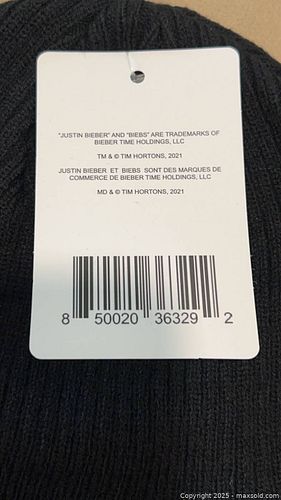 "JUSTIN BIEBER" AND "BIEBS" ARE TRADEMARKS OF
BIEBER TIME HOLDINGS, LLC
TM & © TIM HORTONS, 2021
JUSTIN BIEBER ET BIEBS SONT DES MARQUES DE
COMMERCE DE BIEBER TIME HOLDINGS, LLC
MD & © TIM HORTONS, 2021
8 50020 36329 2
Copyright 2025 - maxsold.com